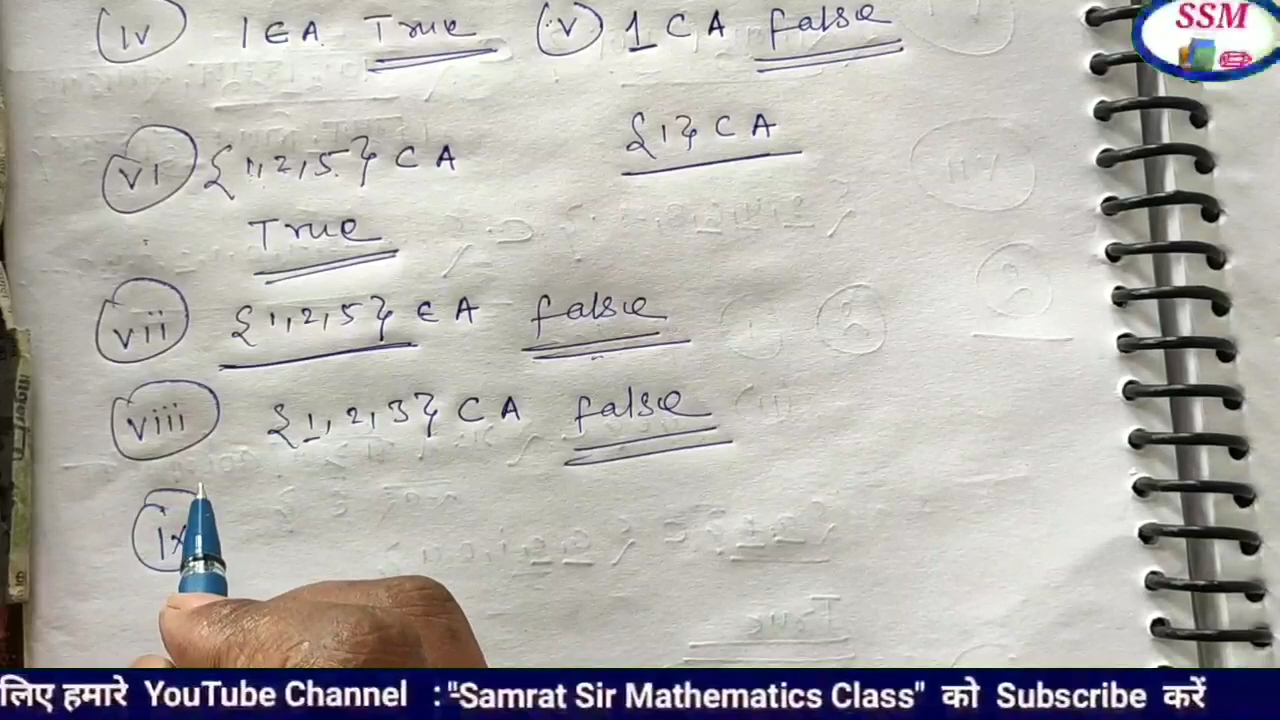 iv 1 ∈ A True v 1 ⊂ A false
{1} ⊂ A
vi {1,2,5} ⊂ A
True
vii {1,2,5} ∈ A false
viii {1,2,3} ⊂ A false
ix
SSM
लिए हमारे YouTube Channel :"Samrat Sir Mathematics Class" को Subscribe करें